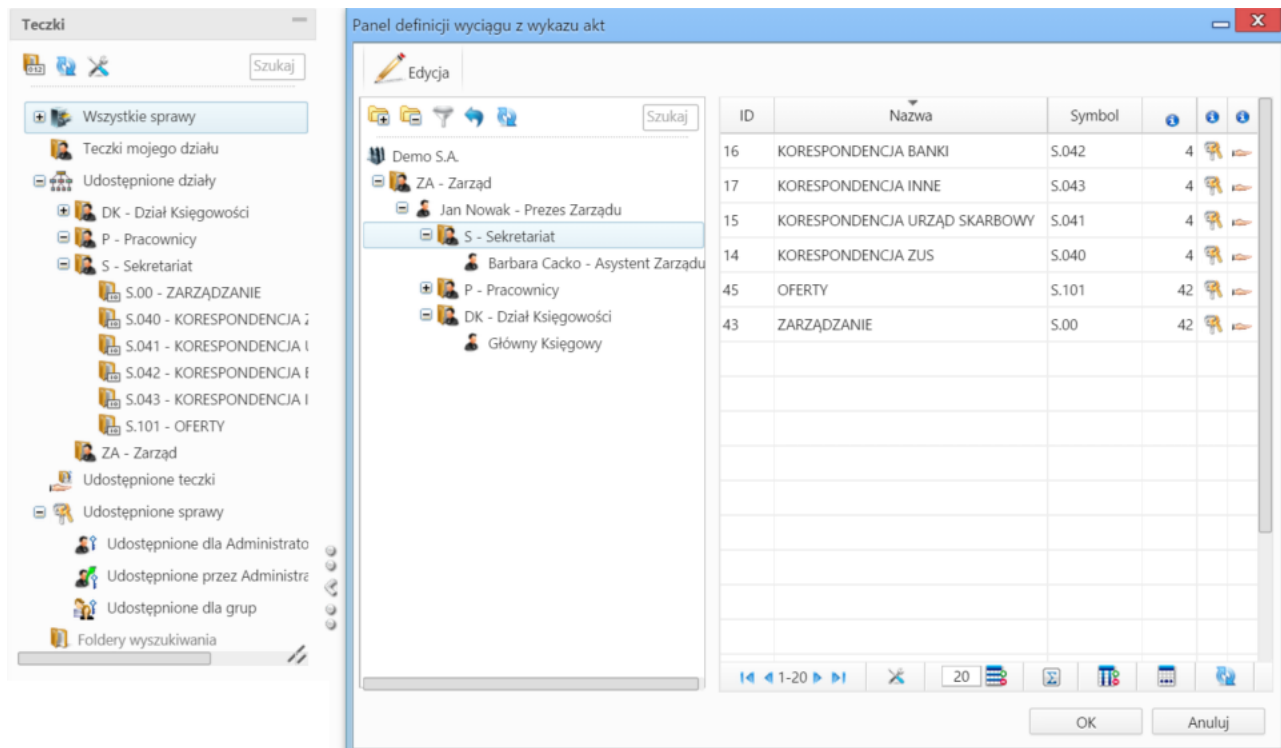 Teczki
Szukaj
Wszystkie sprawy
Teczki mojego działu
Udostępnione działy
DK - Dział Księgowości
P - Pracownicy
S - Sekretariat
S.00 - ZARZĄDZANIE
S.040 - KORESPONDENCJA
S.041 - KORESPONDENCJA
S.042 - KORESPONDENCJA
S.043 - KORESPONDENCJA
S.101 - OFERTY
ZA - Zarząd
Udostępnione teczki
Udostępnione sprawy
Udostępnione dla Administrato
Udostępnione przez Administra
Udostępnione dla grup
Foldery wyszukiwania
Panel definicji wyciągu z wykazu akt
Edycja
Szukaj
Demo S.A.
ZA - Zarząd
Jan Nowak - Prezes Zarządu
S - Sekretariat
Barbara Cacko - Asystent Zarządu
P - Pracownicy
DK - Dział Księgowości
Główny Księgowy
ID Nazwa Symbol
16 KORESPONDENCJA BANKI S.042 4
17 KORESPONDENCJA INNE S.043 4
15 KORESPONDENCJA URZĄD SKARBOWY S.041 4
14 KORESPONDENCJA ZUS S.040 4
45 OFERTY S.101 42
43 ZARZĄDZANIE S.00 42
1-20 20
OK Anuluj